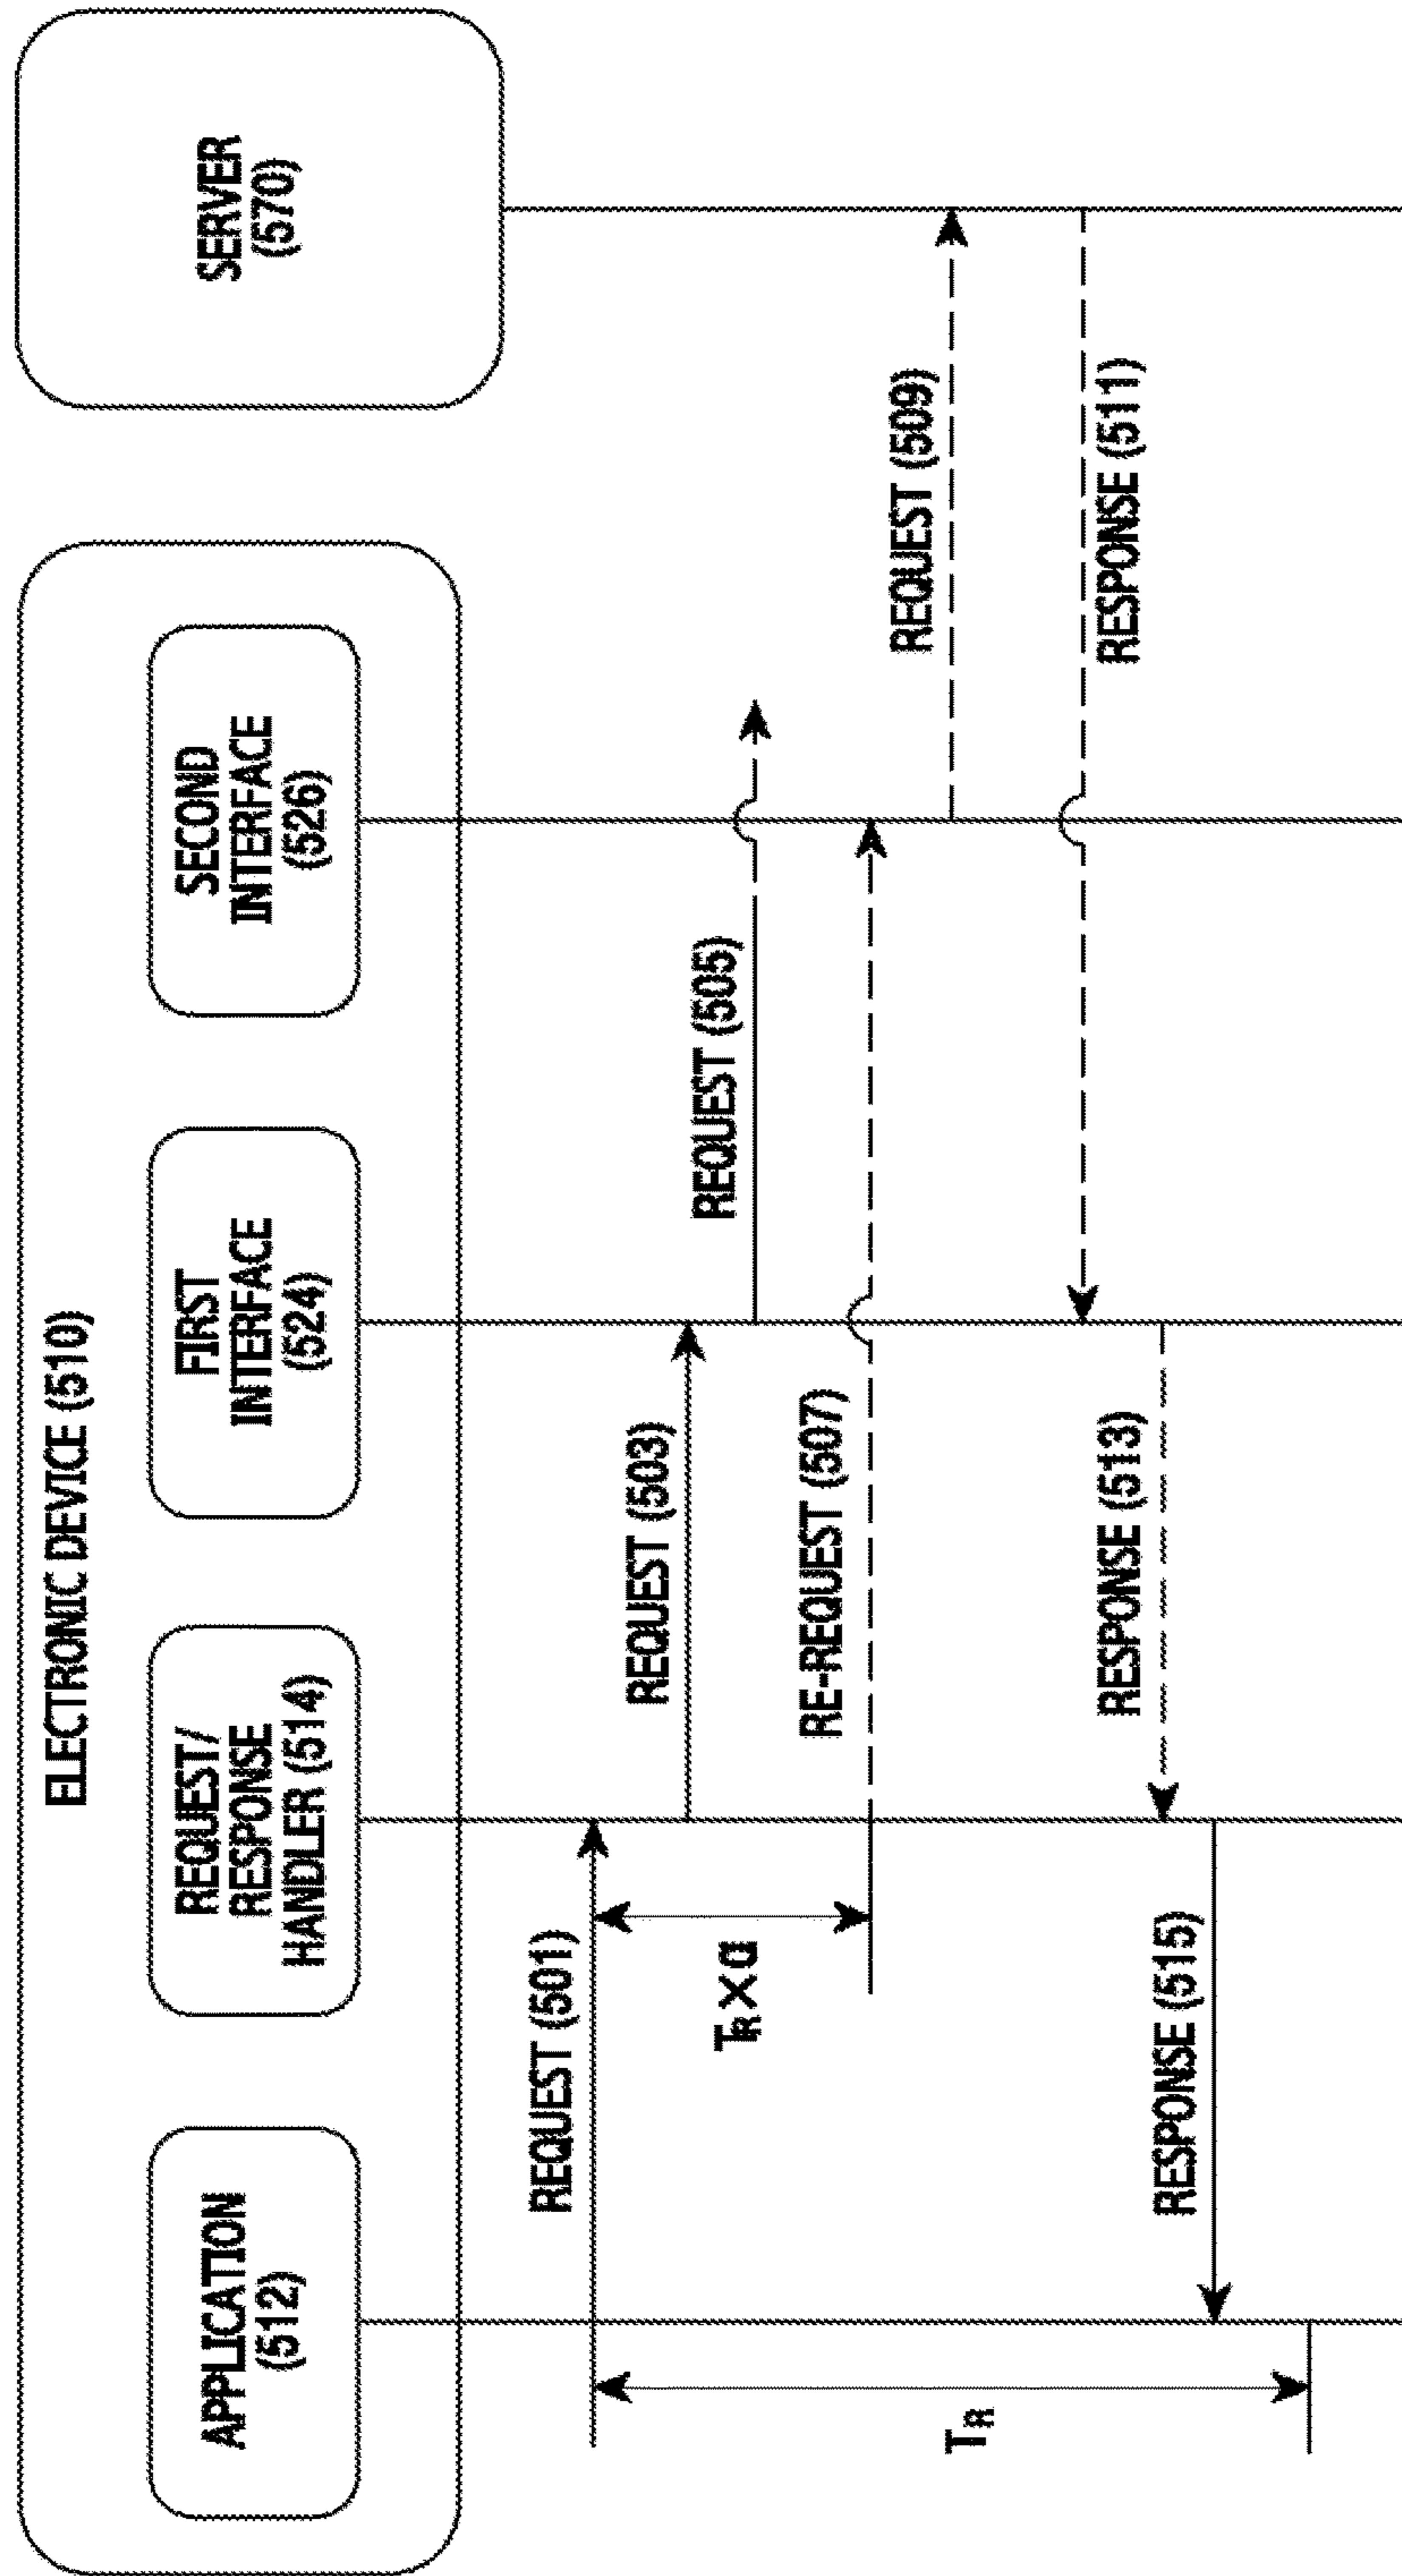 ELECTRONIC DEVICE (510)
APPLICATION
(512)
REQUEST/
RESPONSE
HANDLER (514)
FIRST
INTERFACE
(524)
SECOND
INTERFACE
(526)
SERVER
(570)
REQUEST (501)
REQUEST (503)
REQUEST (505)
TR×α
RE-REQUEST (507)
REQUEST (509)
TR
RESPONSE (511)
RESPONSE (513)
RESPONSE (515)